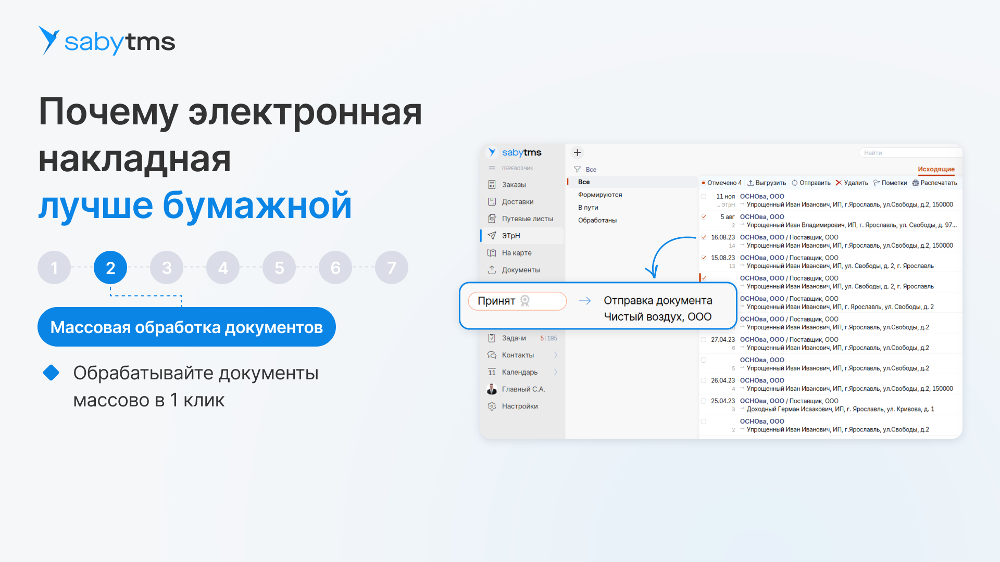 sabytms
Почему электронная
накладная
лучше бумажной
1 2 3 4 5 6 7
Массовая обработка документов
Обрабатывайте документы
массово в 1 клик
sabytms
ПЕРЕВОЗЧИК
Заказы
Доставки
Путевые листы
ЭТрН
На карте
Документы
Задачи 5 195
Контакты
11 Календарь
Главный С.А.
Настройки
Все
Все
Формируются
В пути
Обработаны
Найти
Исходящие
Отмечено 4 Выгрузить Отправить Удалить Пометки Распечатать
11 ноя ОСНОва, ООО
... ЭТрН → Упрощенный Иван Иванович, ИП, г.Ярославль, ул.Свободы, д.2, 150000
5 авг ОСНОва, ООО
2 → Упрощенный Иван Владимирович, ИП, г. Ярославль, ул. Свободы, д. 97...
16.08.23 ОСНОва, ООО / Поставщик, ООО
14 → Упрощенный Иван Иванович, ИП, г.Ярославль, ул.Свободы, д.2, 150000
15.08.23 ОСНОва, ООО / Поставщик, ООО
13 → Упрощенный Иван Иванович, ИП, ул. Свободы, д. 2, г. Ярославль
ОСНОва, ООО / Поставщик, ООО
→ Упрощенный Иван Иванович, ИП, ул. Свободы, д. 2, г. Ярославль
ОСНОва, ООО / Поставщик, ООО
→ Упрощенный Иван Иванович, ИП, г. Ярославль, ул. Свободы, д. 2
ОСНОва, ООО / Поставщик, ООО
→ Упрощенный Иван Иванович, ИП, г.Ярославль, ул.Свободы, д.2
27.04.23 ОСНОва, ООО / Поставщик, ООО
6 → Упрощенный Иван Иванович, ИП, г.Ярославль, ул.Свободы, д.2
ОСНОва, ООО
5 → Упрощенный Иван Иванович, ИП, г.Ярославль, ул.Свободы, д.2
26.04.23 ОСНОва, ООО
4 → Упрощенный Иван Иванович, ИП, г.Ярославль, ул.Свободы, д.2, 150000
25.04.23 ОСНОва, ООО / Поставщик, ООО
3 → Доходный Герман Исаакович, ИП, г. Ярославль, ул. Кривова, д. 1
ОСНОва, ООО
2 → Упрощенный Иван Иванович, ИП, г.Ярославль, ул.Свободы, д.2
Принят → Отправка документа
Чистый воздух, ООО